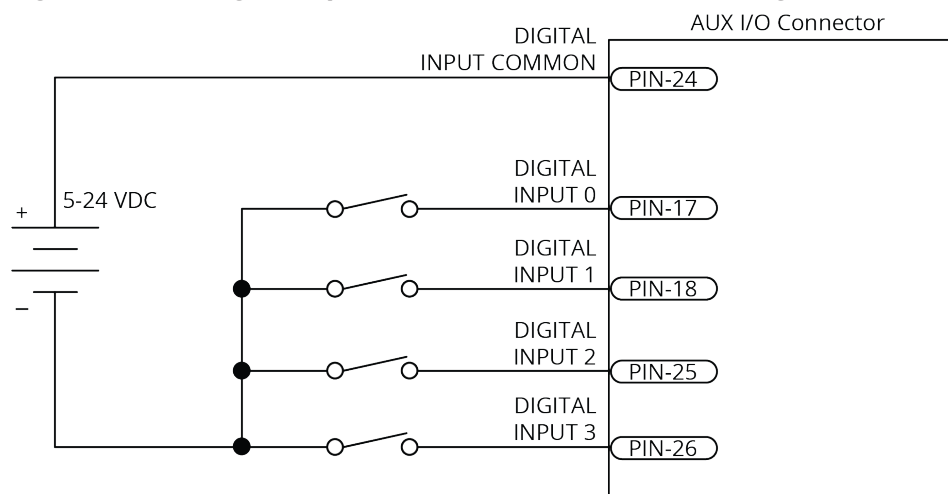 AUX I/O Connector
DIGITAL
INPUT COMMON
PIN-24
DIGITAL
INPUT 0
PIN-17
5-24 VDC
+
DIGITAL
INPUT 1
PIN-18
–
DIGITAL
INPUT 2
PIN-25
DIGITAL
INPUT 3
PIN-26